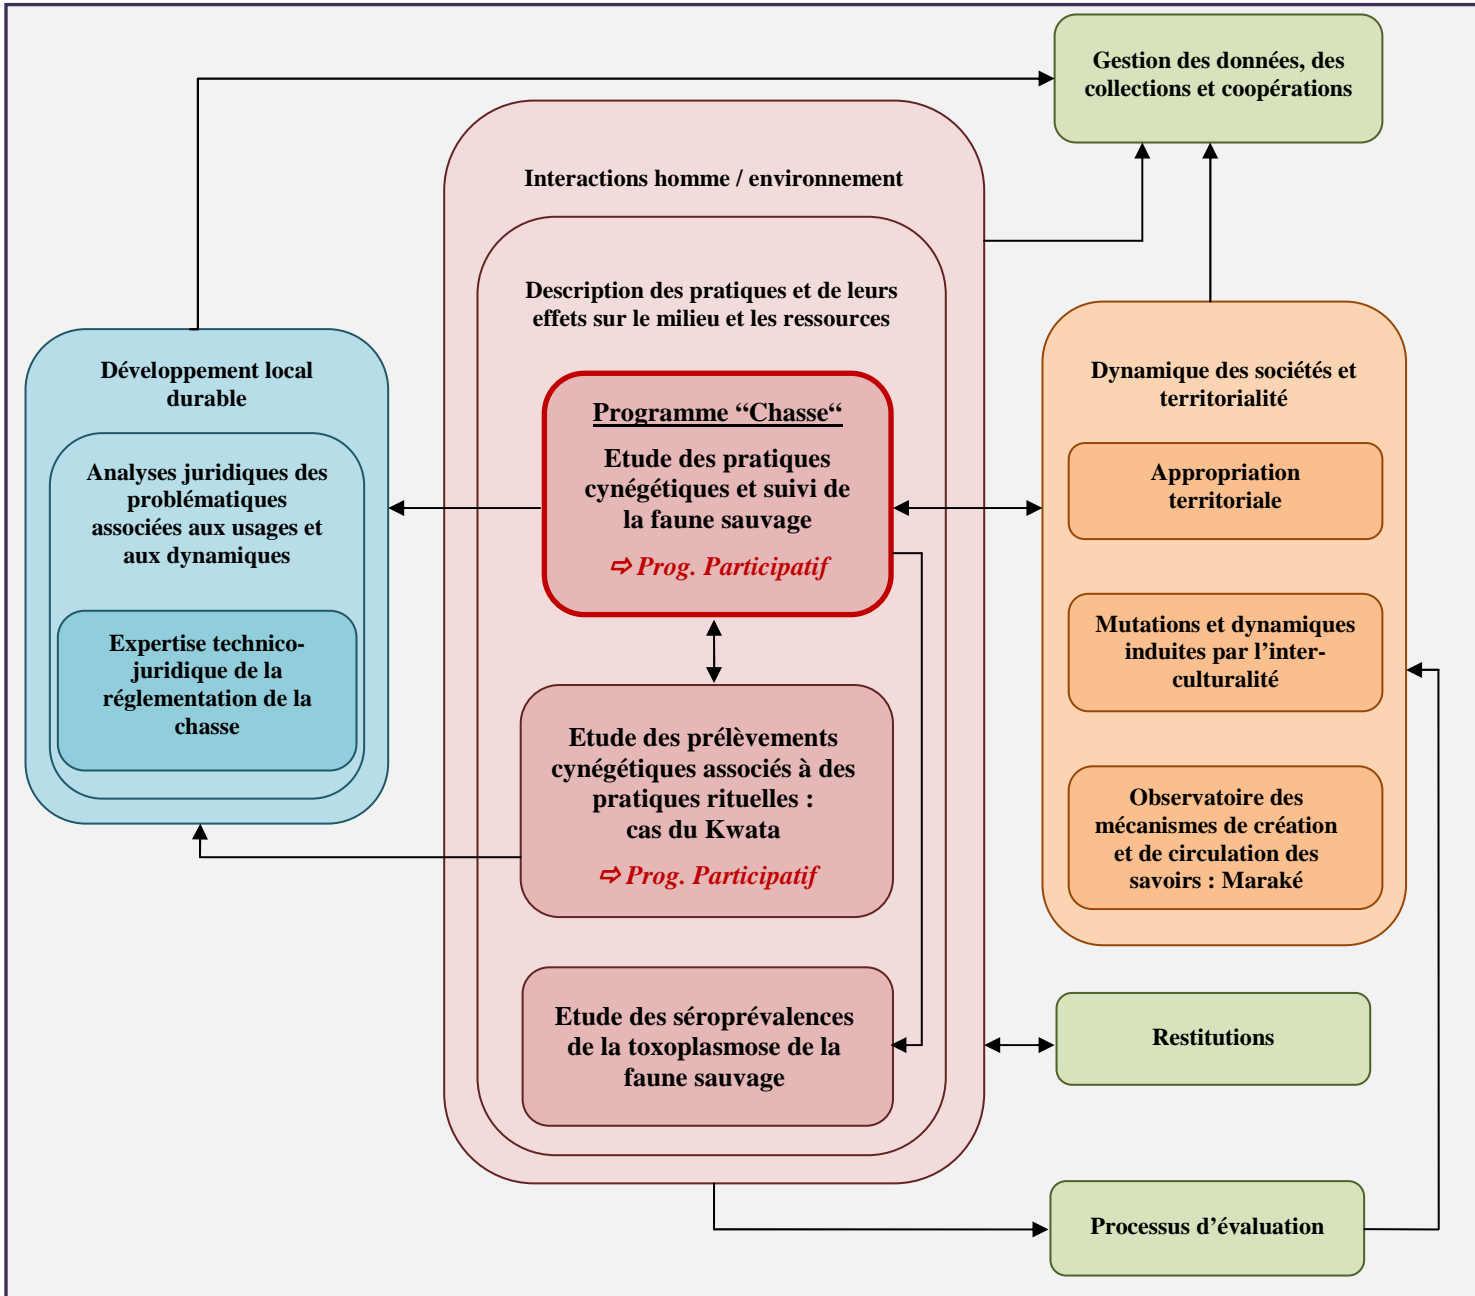 Gestion des données, des
collections et coopérations
Interactions homme / environnement
Description des pratiques et de leurs
effets sur le milieu et les ressources
Développement local
durable
Analyses juridiques des
problématiques
associées aux usages et
aux dynamiques
Expertise technico-
juridique de la
réglementation de la
chasse
Programme “Chasse“
Etude des pratiques
cynégétiques et suivi de
la faune sauvage
⇨ Prog. Participatif
Etude des prélèvements
cynégétiques associés à des
pratiques rituelles :
cas du Kwata
⇨ Prog. Participatif
Etude des séroprévalences
de la toxoplasmose de la
faune sauvage
Dynamique des sociétés et
territorialité
Appropriation
territoriale
Mutations et dynamiques
induites par l’inter-
culturalité
Observatoire des
mécanismes de création
et de circulation des
savoirs : Maraké
Restitutions
Processus d’évaluation